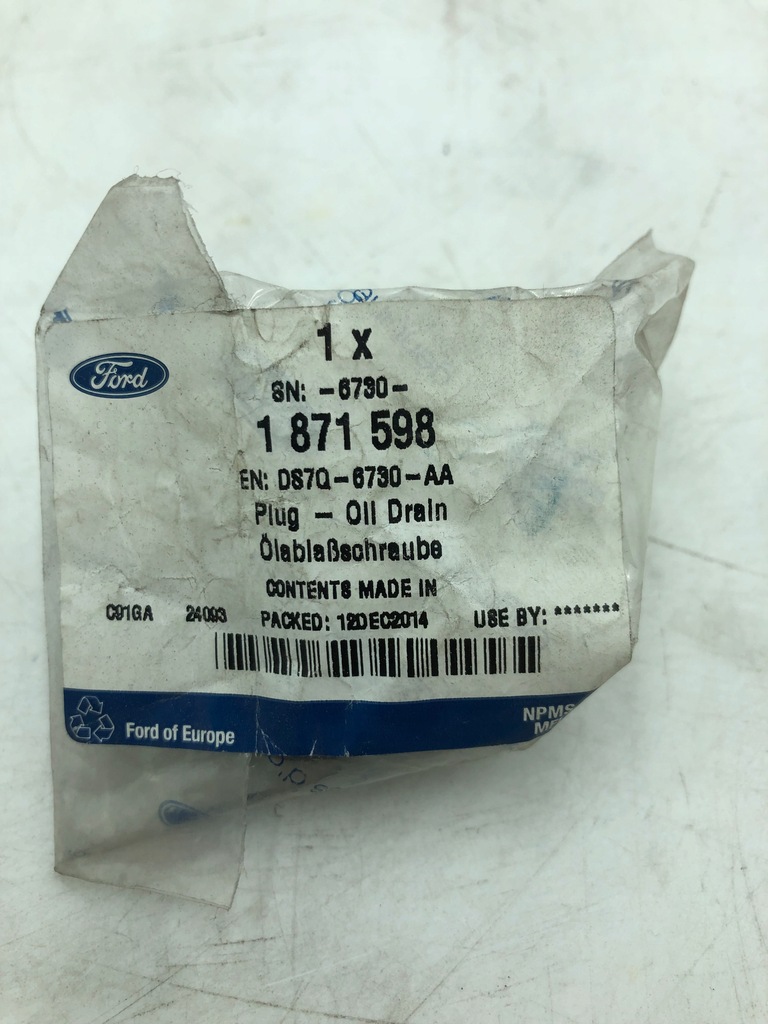 1 x
Ford
SN: -6730-
1 871 598
EN: DS7Q-6730-AA
Plug - Oil Drain
Ölablaßschraube
CONTENTS MADE IN
C91GA 24093 PACKED: 12DEC2014 USE BY: *******
Ford of Europe
NPMS